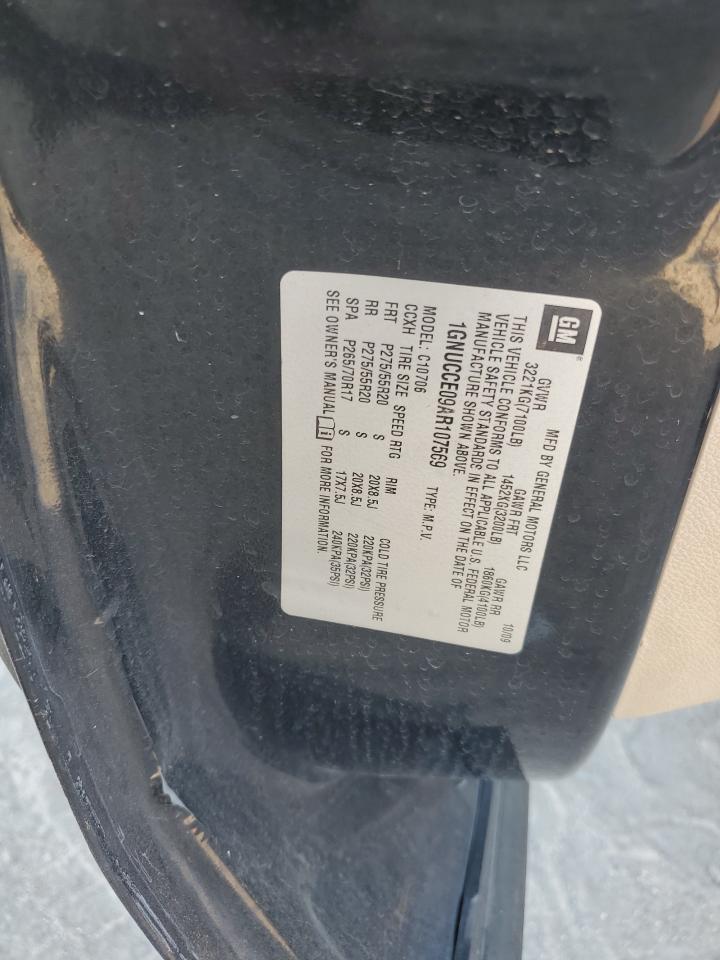 GM®
MFD BY GENERAL MOTORS LLC 10/09
GVWR GAWR FRT GAWR RR
3221KG(7100LB) 1452KG(3200LB) 1860KG(4100LB)
THIS VEHICLE CONFORMS TO ALL APPLICABLE U.S. FEDERAL MOTOR
VEHICLE SAFETY STANDARDS IN EFFECT ON THE DATE OF
MANUFACTURE SHOWN ABOVE.
1GNUCCE09AR107569 TYPE: M.P.V.
MODEL: C10706
CCXH TIRE SIZE SPEED RTG RIM COLD TIRE PRESSURE
FRT P275/55R20 S 20X8.5J 220KPA(32PSI)
RR P275/55R20 S 20X8.5J 220KPA(32PSI)
SPA P265/70R17 S 17X7.5J 240KPA(35PSI)
SEE OWNER'S MANUAL FOR MORE INFORMATION.